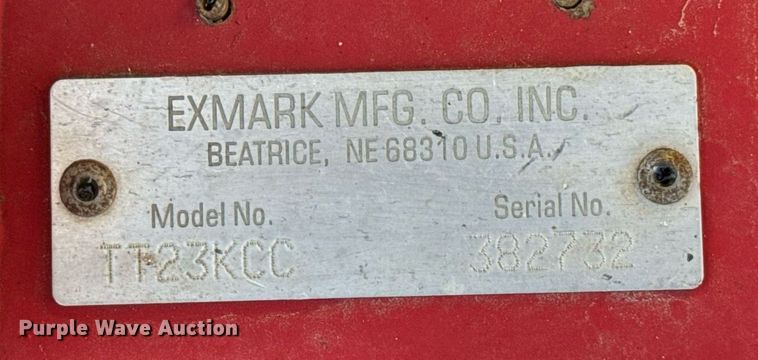 EXMARK MFG. CO. INC.
BEATRICE, NE 68310 U.S.A.
Model No. Serial No.
TT23KCC 382732
Purple Wave Auction